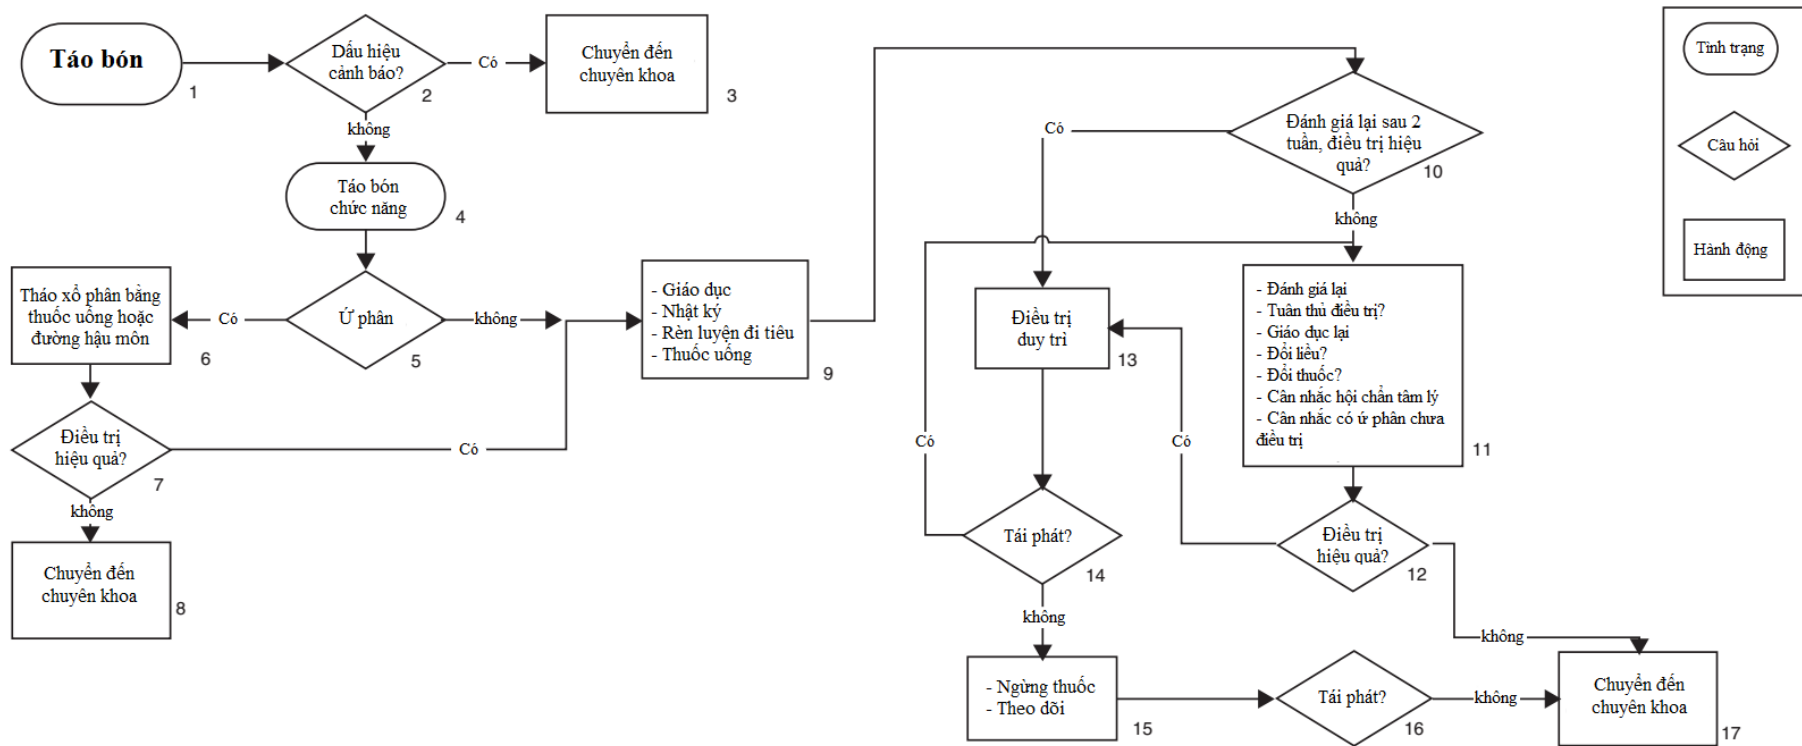 Táo bón
1
Dấu hiệu
cảnh báo?
2
Có
Chuyển đến
chuyên khoa
3
không
Táo bón
chức năng
4
Ứ phân
5
Có
không
Tháo xổ phân bằng
thuốc uống hoặc
đường hậu môn
6
Điều trị
hiệu quả?
7
Có
không
Chuyển đến
chuyên khoa
8
- Giáo dục
- Nhật ký
- Rèn luyện đi tiêu
- Thuốc uống
9
Đánh giá lại sau 2
tuần, điều trị hiệu
quả?
10
Có
không
- Đánh giá lại
- Tuân thủ điều trị?
- Giáo dục lại
- Đổi liều?
- Đổi thuốc?
- Cân nhắc hội chẩn tâm lý
- Cân nhắc có ứ phân chưa
điều trị
11
Điều trị
hiệu quả?
12
Có
không
Điều trị
duy trì
13
Tái phát?
14
Có
không
- Ngừng thuốc
- Theo dõi
15
Tái phát?
16
không
Chuyển đến
chuyên khoa
17
Tình trạng
Câu hỏi
Hành động